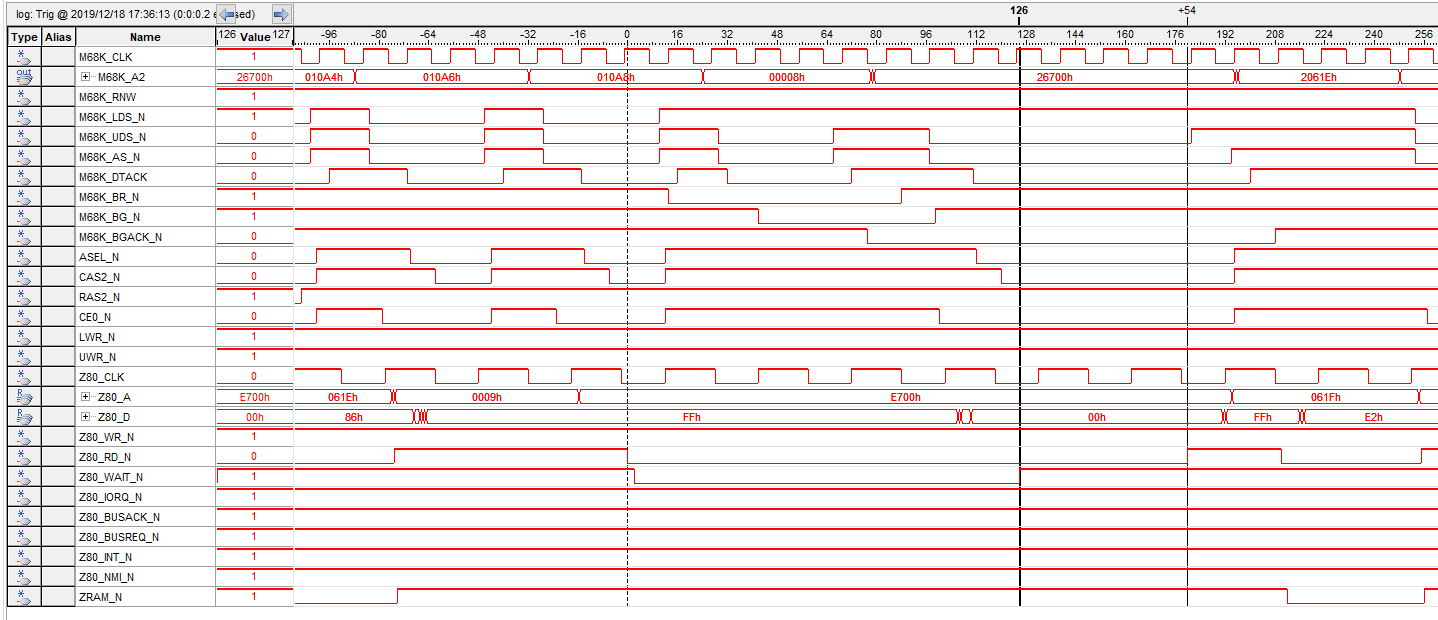 log: Trig @ 2019/12/18 17:36:13 (0:0:0.2 sed)
126 +54
Type Alias Name 126 Value 127 -96 -80 -64 -48 -32 -16 0 16 32 48 64 80 96 112 128 144 160 176 192 208 224 240 256
M68K_CLK 1
out M68K_A2 26700h 010A4h 010A6h 010A8h 00008h 26700h 2061Eh
M68K_RNW 1
M68K_LDS_N 1
M68K_UDS_N 0
M68K_AS_N 0
M68K_DTACK 0
M68K_BR_N 1
M68K_BG_N 1
M68K_BGACK_N 0
ASEL_N 0
CAS2_N 0
RAS2_N 1
CE0_N 0
LWR_N 1
UWR_N 1
Z80_CLK 0
R Z80_A E700h 061Eh 0009h E700h 061Fh
R Z80_D 00h 86h FFh 00h FFh E2h
Z80_WR_N 1
Z80_RD_N 0
Z80_WAIT_N 1
Z80_IORQ_N 1
Z80_BUSACK_N 1
Z80_BUSREQ_N 1
Z80_INT_N 1
Z80_NMI_N 1
ZRAM_N 1